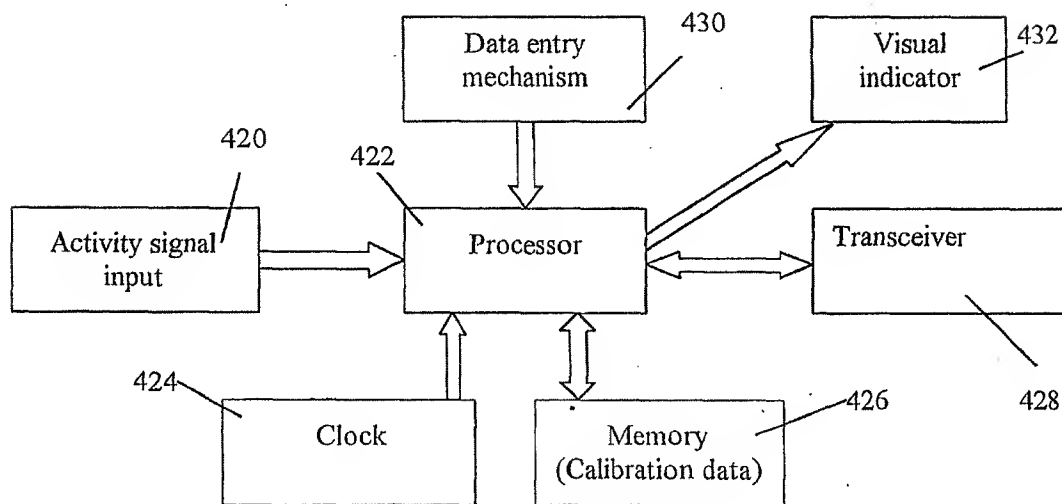 Data entry
mechanism
430
Visual
indicator
432
420
422
Activity signal
input
Processor
Transceiver
424
Clock
Memory
(Calibration data)
426
428